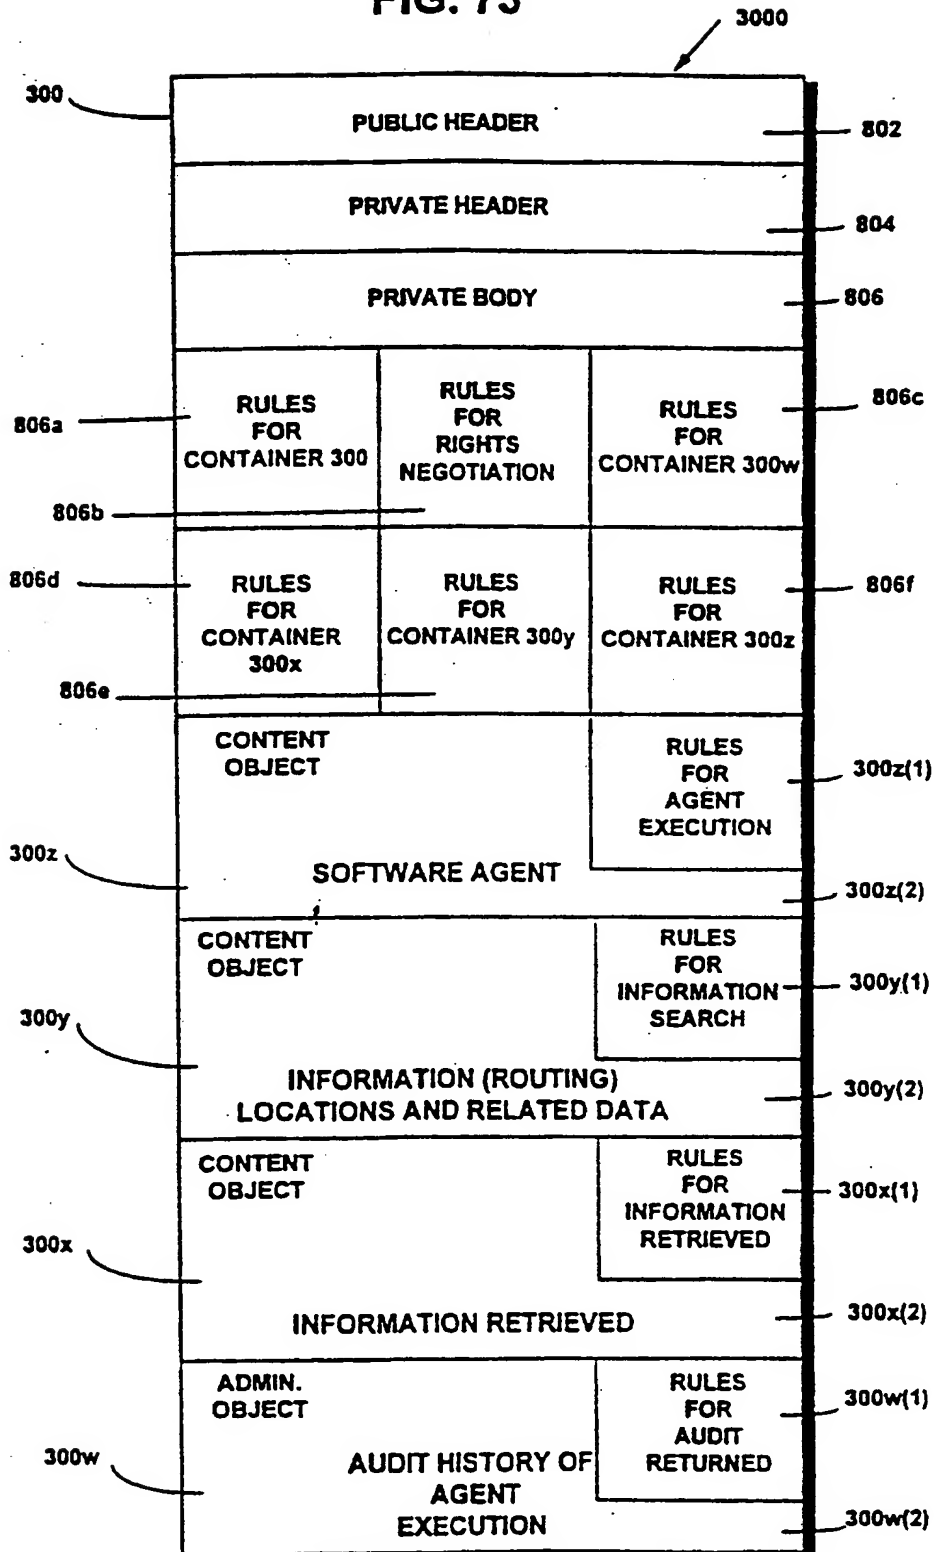 FIG. 73
3000
300
PUBLIC HEADER
802
PRIVATE HEADER
804
PRIVATE BODY
806
806a
RULES
FOR
CONTAINER 300
806b
RULES
FOR
RIGHTS
NEGOTIATION
RULES
FOR
CONTAINER 300w
806c
806d
RULES
FOR
CONTAINER
300x
806e
RULES
FOR
CONTAINER 300y
RULES
FOR
CONTAINER 300z
806f
CONTENT
OBJECT
RULES
FOR
AGENT
EXECUTION
300z(1)
300z
SOFTWARE AGENT
300z(2)
CONTENT
OBJECT
RULES
FOR
INFORMATION
SEARCH
300y(1)
300y
INFORMATION (ROUTING)
LOCATIONS AND RELATED DATA
300y(2)
CONTENT
OBJECT
RULES
FOR
INFORMATION
RETRIEVED
300x(1)
300x
INFORMATION RETRIEVED
300x(2)
ADMIN.
OBJECT
RULES
FOR
AUDIT
RETURNED
300w(1)
300w
AUDIT HISTORY OF
AGENT
EXECUTION
300w(2)